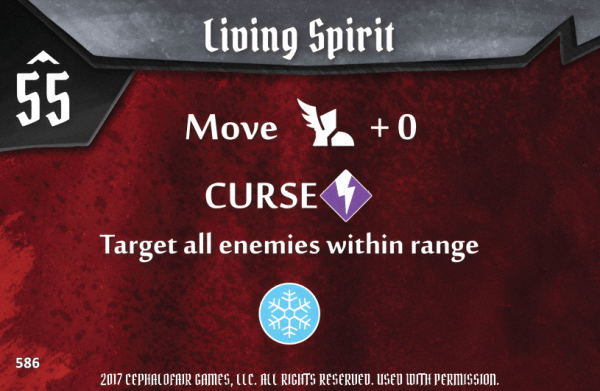 Living Spirit
55
Move + 0
CURSE
Target all enemies within range
586
2017 CEPHALOFAIR GAMES, LLC. ALL RIGHTS RESERVED. USED WITH PERMISSION.